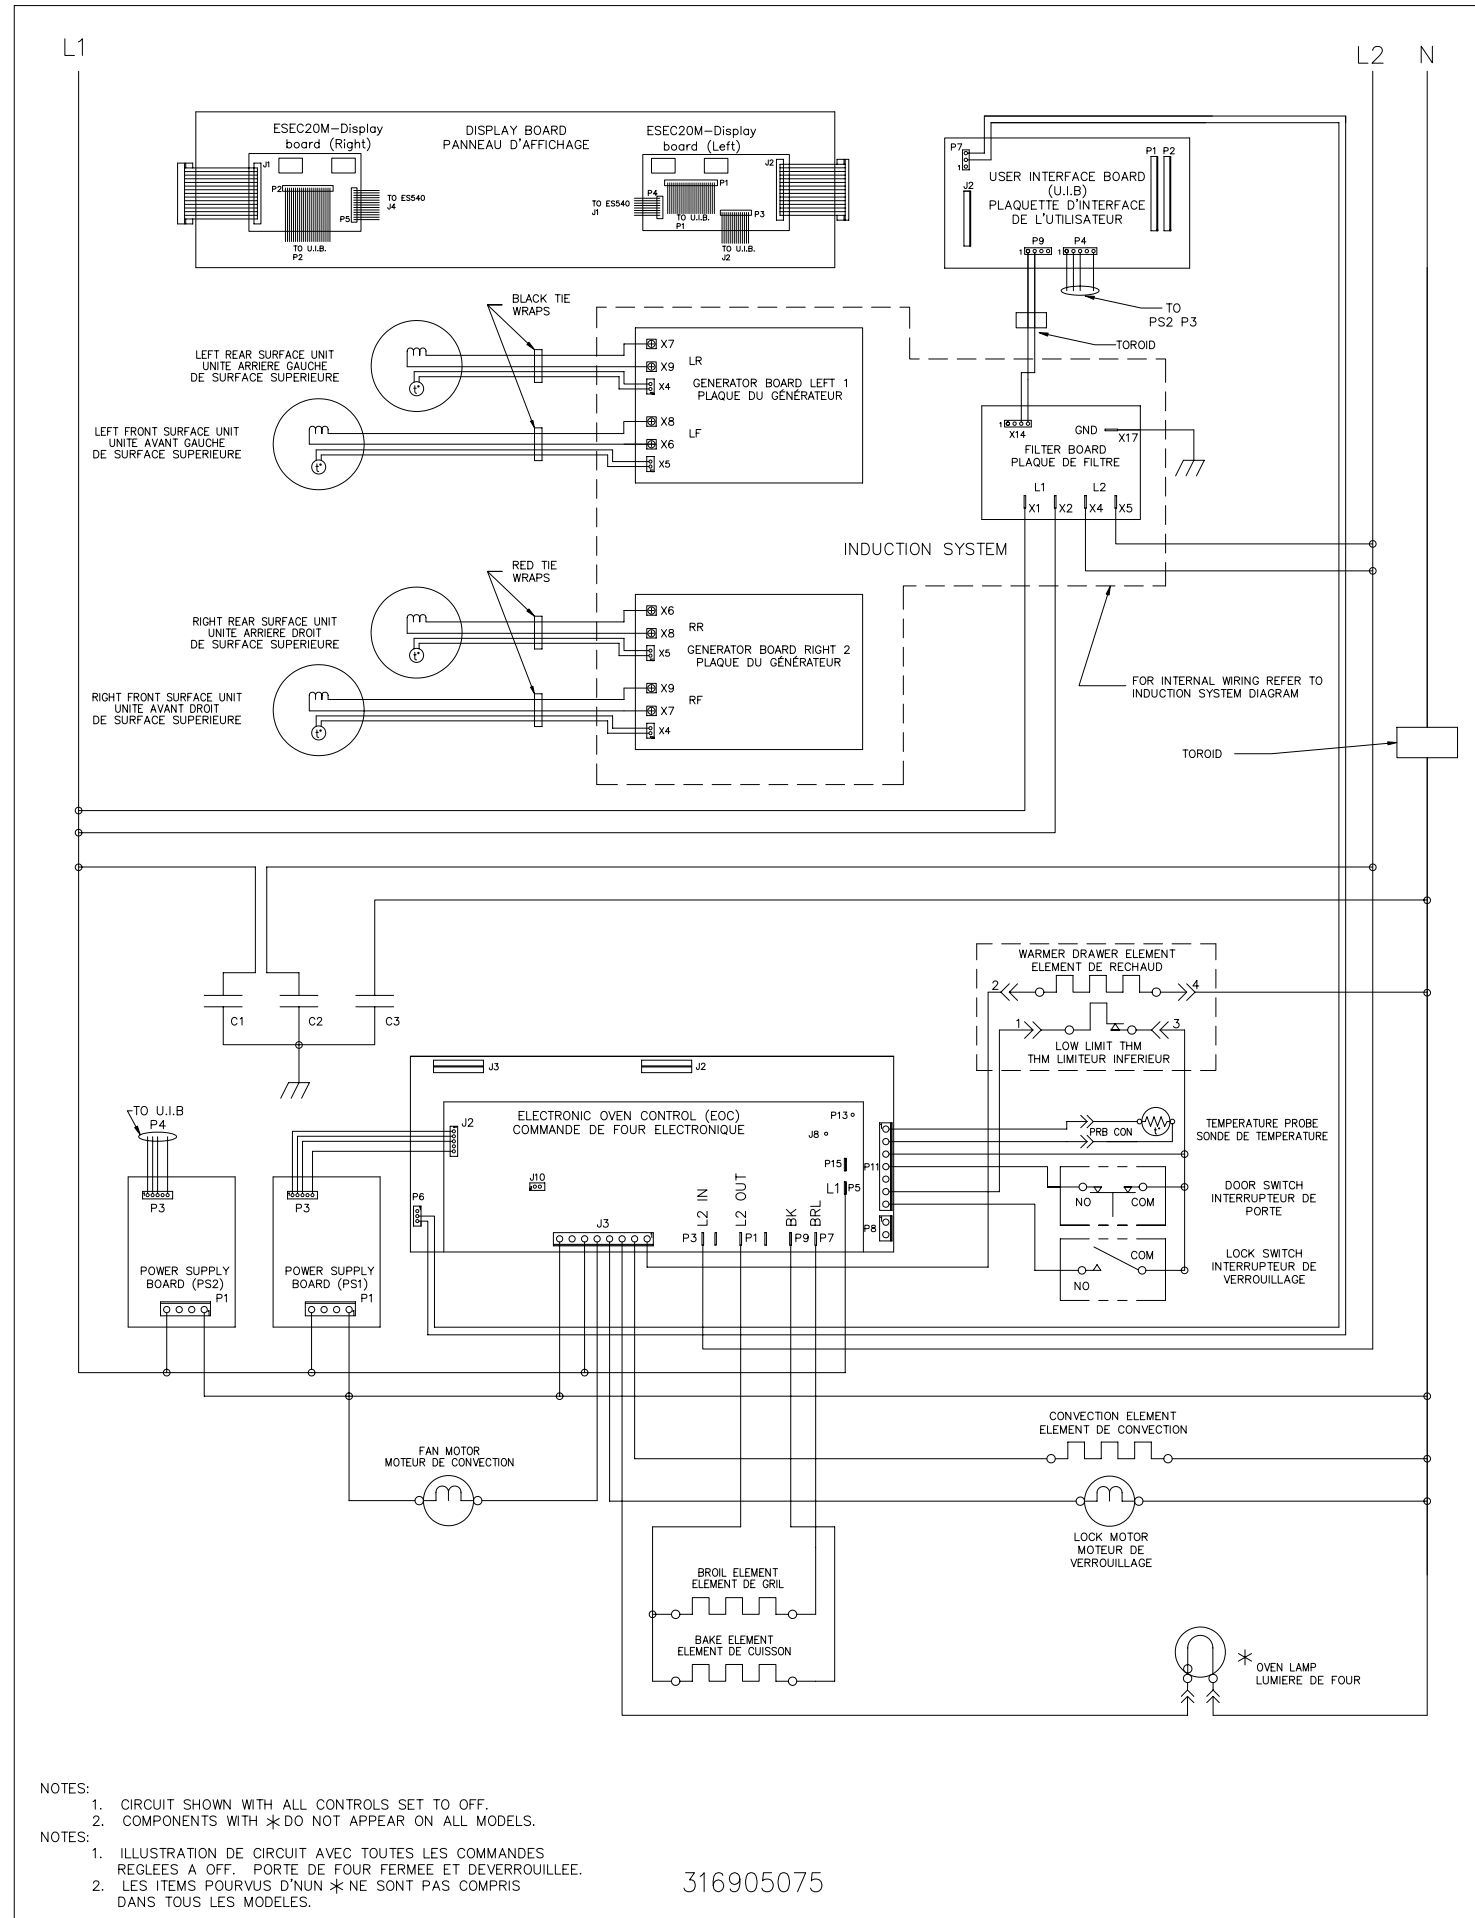 L1
L2 N
ESEC20M-Display
board (Right)
DISPLAY BOARD
PANNEAU D'AFFICHAGE
ESEC20M-Display
board (Left)
J1
P2
P5
TO ES540
J4
TO U.I.B.
P2
J2
P1
P4
TO ES540
J1
TO U.I.B.
P1
P3
TO U.I.B.
J2
P7
1
J2
P1 P2
USER INTERFACE BOARD
(U.I.B)
PLAQUETTE D'INTERFACE
DE L'UTILISATEUR
P9
P4
1
1
TO
PS2 P3
TOROID
BLACK TIE
WRAPS
LEFT REAR SURFACE UNIT
UNITE ARRIERE GAUCHE
DE SURFACE SUPERIEURE
t°
X7
X9
LR
X4
GENERATOR BOARD LEFT 1
PLAQUE DU GÉNÉRATEUR
LEFT FRONT SURFACE UNIT
UNITE AVANT GAUCHE
DE SURFACE SUPERIEURE
t°
X8
LF
X6
X5
1
X14
GND
X17
FILTER BOARD
PLAQUE DE FILTRE
L1
L2
X1
X2
X4
X5
INDUCTION SYSTEM
RED TIE
WRAPS
RIGHT REAR SURFACE UNIT
UNITE ARRIERE DROIT
DE SURFACE SUPERIEURE
t°
X6
RR
X8
X5
GENERATOR BOARD RIGHT 2
PLAQUE DU GÉNÉRATEUR
RIGHT FRONT SURFACE UNIT
UNITE AVANT DROIT
DE SURFACE SUPERIEURE
t°
X9
RF
X7
X4
FOR INTERNAL WIRING REFER TO
INDUCTION SYSTEM DIAGRAM
TOROID
WARMER DRAWER ELEMENT
ELEMENT DE RECHAUD
2
4
1
3
LOW LIMIT THM
THM LIMITEUR INFERIEUR
C1
C2
C3
J3
J2
TO U.I.B
P4
ELECTRONIC OVEN CONTROL (EOC)
COMMANDE DE FOUR ELECTRONIQUE
J2
P13
J8
P15
P11
L1
P5
J10
P6
P8
PRB CON
t°
TEMPERATURE PROBE
SONDE DE TEMPERATURE
NO
COM
DOOR SWITCH
INTERRUPTEUR DE
PORTE
COM
NO
LOCK SWITCH
INTERRUPTEUR DE
VERROUILLAGE
L2 IN
L2 OUT
BK
BRL
J3
P3
P1
P9
P7
P3
POWER SUPPLY
BOARD (PS2)
P1
P3
POWER SUPPLY
BOARD (PS1)
P1
CONVECTION ELEMENT
ELEMENT DE CONVECTION
FAN MOTOR
MOTEUR DE CONVECTION
LOCK MOTOR
MOTEUR DE
VERROUILLAGE
BROIL ELEMENT
ELEMENT DE GRIL
BAKE ELEMENT
ELEMENT DE CUISSON
* OVEN LAMP
LUMIERE DE FOUR
NOTES:
1. CIRCUIT SHOWN WITH ALL CONTROLS SET TO OFF.
2. COMPONENTS WITH * DO NOT APPEAR ON ALL MODELS.
NOTES:
1. ILLUSTRATION DE CIRCUIT AVEC TOUTES LES COMMANDES
REGLEES A OFF. PORTE DE FOUR FERMEE ET DEVERROUILLEE.
2. LES ITEMS POURVUS D'NUN * NE SONT PAS COMPRIS
DANS TOUS LES MODELES.
316905075